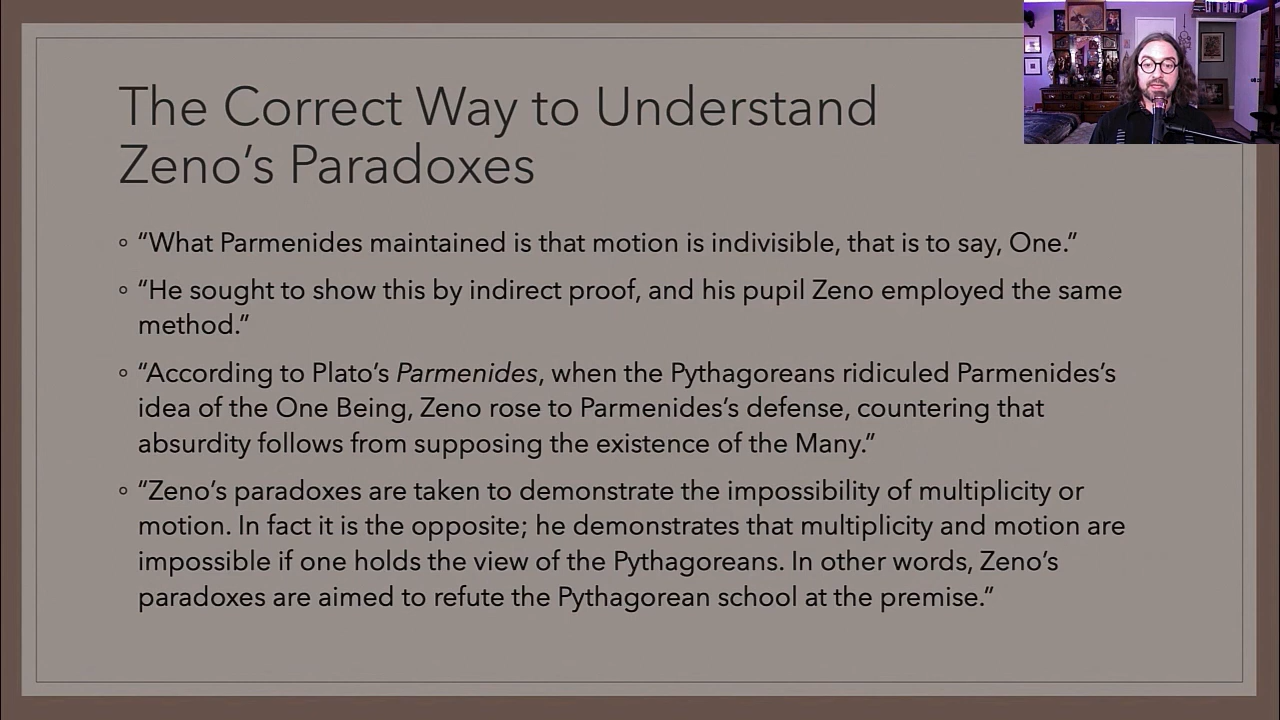 The Correct Way to Understand
Zeno’s Paradoxes
◦ “What Parmenides maintained is that motion is indivisible, that is to say, One.”
◦ “He sought to show this by indirect proof, and his pupil Zeno employed the same
method.”
◦ “According to Plato’s Parmenides, when the Pythagoreans ridiculed Parmenides’s
idea of the One Being, Zeno rose to Parmenides’s defense, countering that
absurdity follows from supposing the existence of the Many.”
◦ “Zeno’s paradoxes are taken to demonstrate the impossibility of multiplicity or
motion. In fact it is the opposite; he demonstrates that multiplicity and motion are
impossible if one holds the view of the Pythagoreans. In other words, Zeno’s
paradoxes are aimed to refute the Pythagorean school at the premise.”